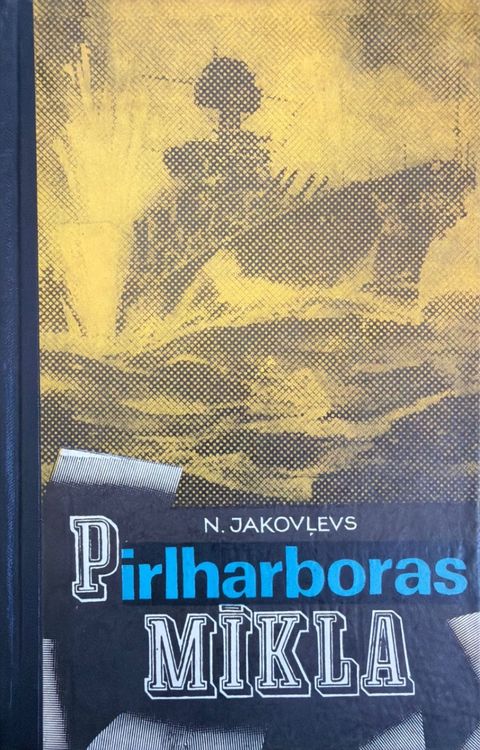 N. JAKOVĻEVS
Pirlharboras
MĪKLA